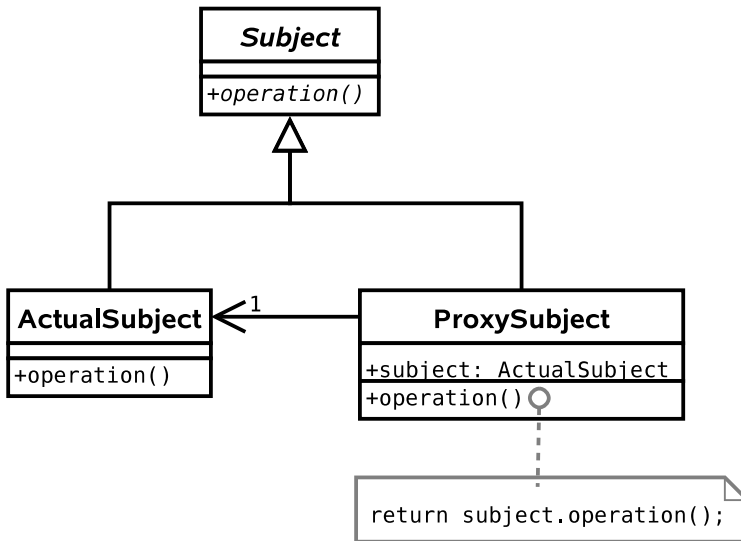 Subject
+operation()
ActualSubject
+operation()
1
ProxySubject
+subject: ActualSubject
+operation()
return subject.operation();